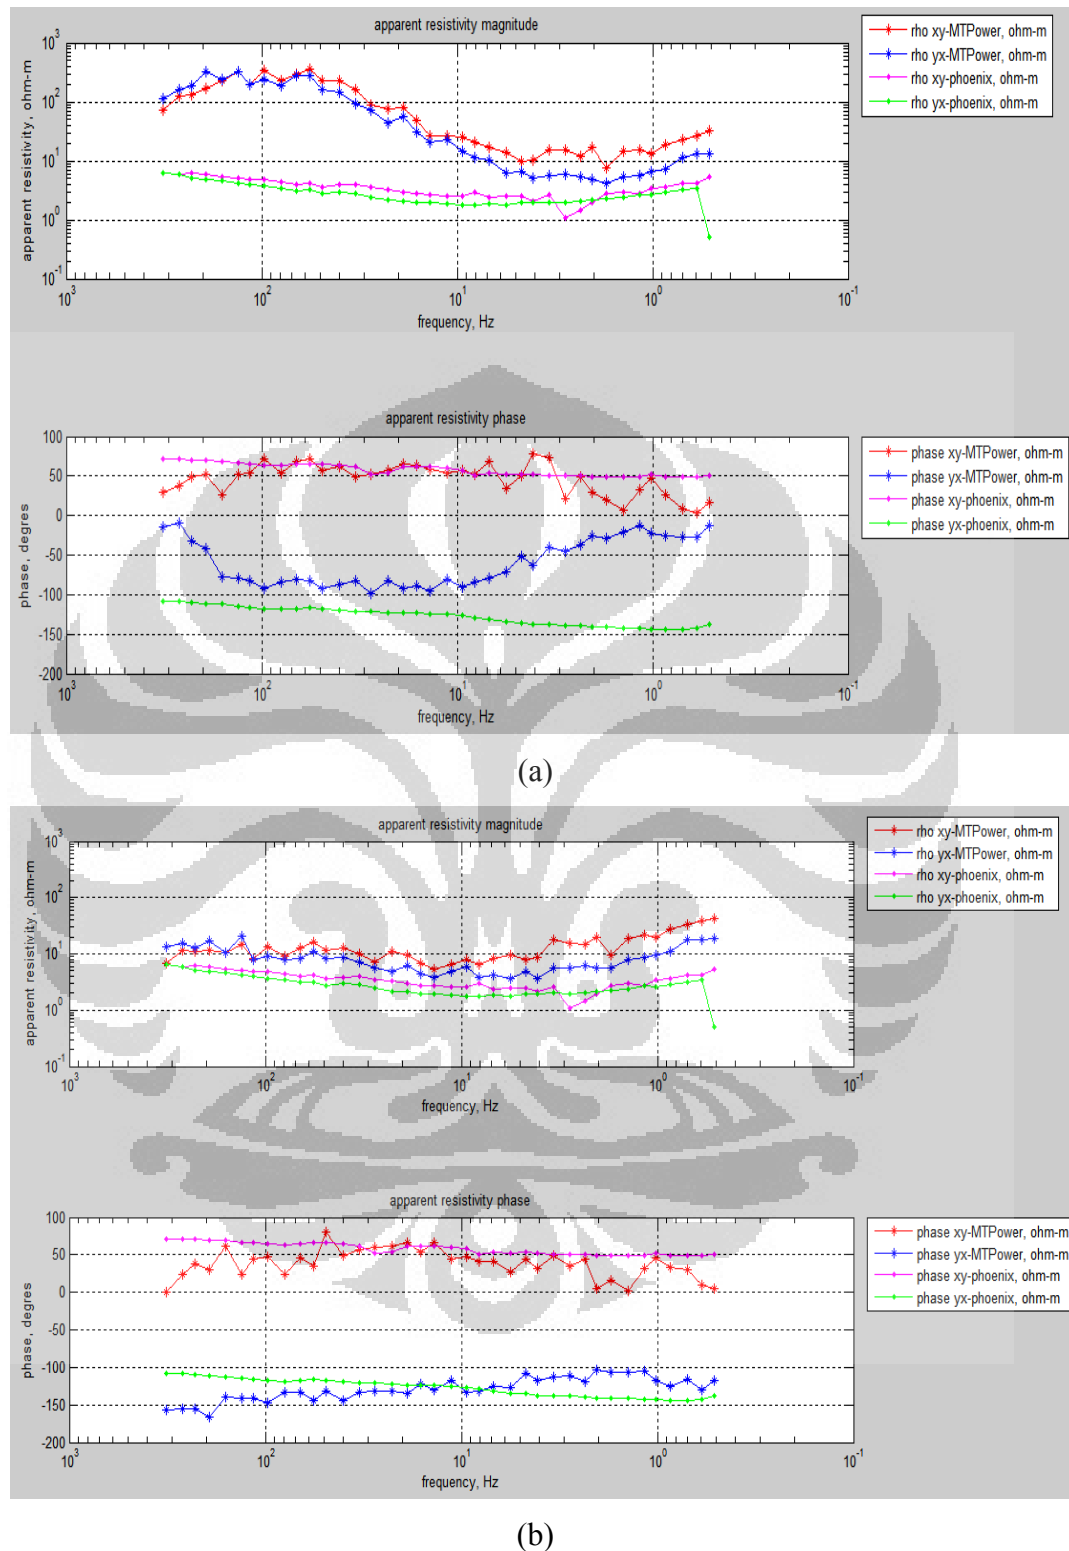 apparent resistivity magnitude
10^3
10^2
10^1
10^0
10^-1
apparent resistivity, ohm-m
10^3
10^2
10^1
10^0
10^-1
frequency, Hz
rho xy-MTPower, ohm-m
rho yx-MTPower, ohm-m
rho xy-phoenix, ohm-m
rho yx-phoenix, ohm-m
apparent resistivity phase
100
50
0
-50
-100
-150
-200
phase, degres
10^3
10^2
10^1
10^0
10^-1
frequency, Hz
phase xy-MTPower, ohm-m
phase yx-MTPower, ohm-m
phase xy-phoenix, ohm-m
phase yx-phoenix, ohm-m
(a)
apparent resistivity magnitude
10^3
10^2
10^1
10^0
10^-1
apparent resistivity, ohm-m
10^3
10^2
10^1
10^0
10^-1
frequency, Hz
rho xy-MTPower, ohm-m
rho yx-MTPower, ohm-m
rho xy-phoenix, ohm-m
rho yx-phoenix, ohm-m
apparent resistivity phase
100
50
0
-50
-100
-150
-200
phase, degres
10^3
10^2
10^1
10^0
10^-1
frequency, Hz
phase xy-MTPower, ohm-m
phase yx-MTPower, ohm-m
phase xy-phoenix, ohm-m
phase yx-phoenix, ohm-m
(b)